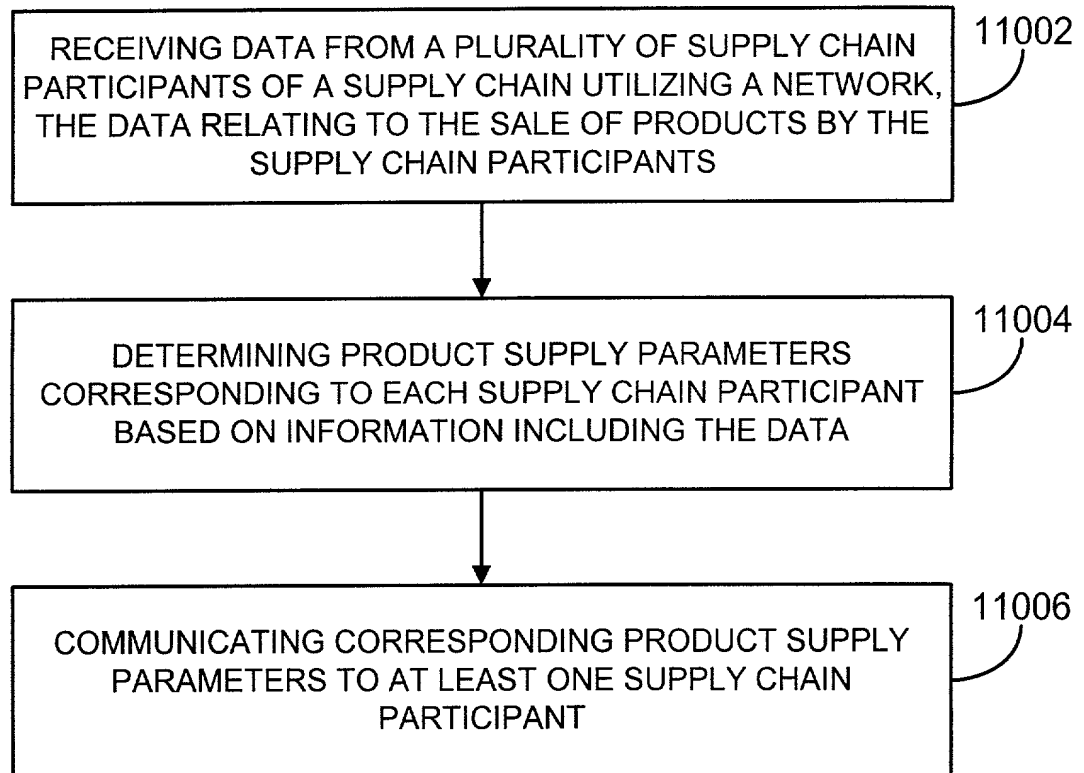 RECEIVING DATA FROM A PLURALITY OF SUPPLY CHAIN
PARTICIPANTS OF A SUPPLY CHAIN UTILIZING A NETWORK,
THE DATA RELATING TO THE SALE OF PRODUCTS BY THE
SUPPLY CHAIN PARTICIPANTS
11002
DETERMINING PRODUCT SUPPLY PARAMETERS
CORRESPONDING TO EACH SUPPLY CHAIN PARTICIPANT
BASED ON INFORMATION INCLUDING THE DATA
11004
COMMUNICATING CORRESPONDING PRODUCT SUPPLY
PARAMETERS TO AT LEAST ONE SUPPLY CHAIN
PARTICIPANT
11006